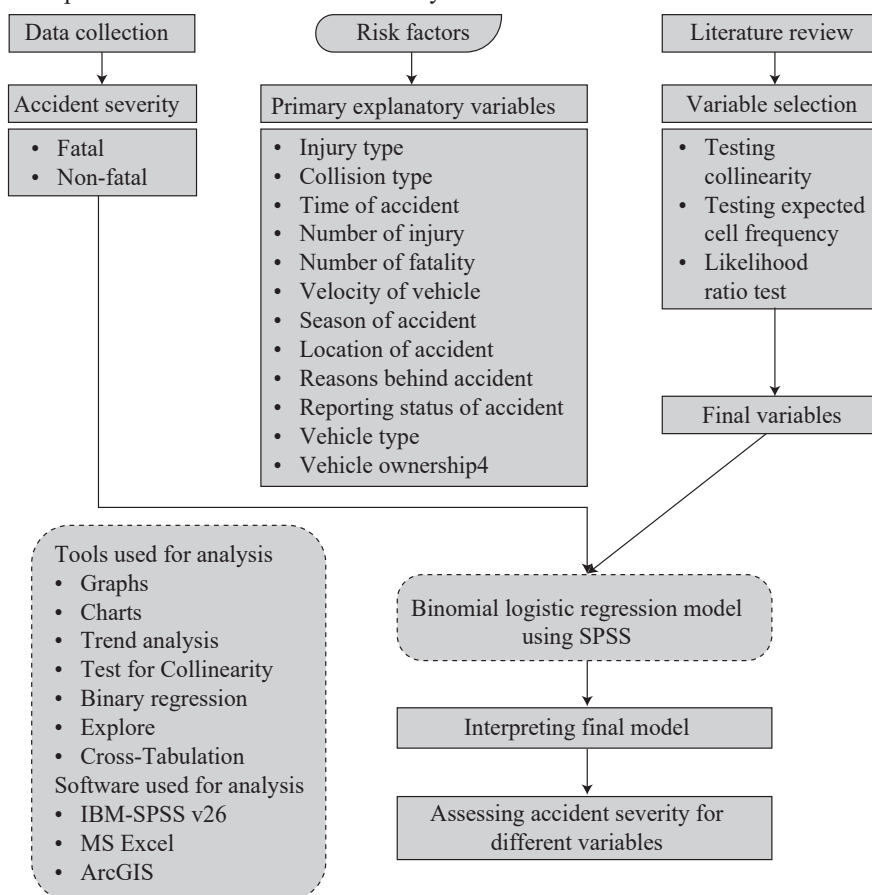 Data collection
Accident severity
• Fatal
• Non-fatal
Risk factors
Primary explanatory variables
• Injury type
• Collision type
• Time of accident
• Number of injury
• Number of fatality
• Velocity of vehicle
• Season of accident
• Location of accident
• Reasons behind accident
• Reporting status of accident
• Vehicle type
• Vehicle ownership4
Literature review
Variable selection
• Testing
collinearity
• Testing expected
cell frequency
• Likelihood
ratio test
Final variables
Tools used for analysis
• Graphs
• Charts
• Trend analysis
• Test for Collinearity
• Binary regression
• Explore
• Cross-Tabulation
Software used for analysis
• IBM-SPSS v26
• MS Excel
• ArcGIS
Binomial logistic regression model
using SPSS
Interpreting final model
Assessing accident severity for
different variables